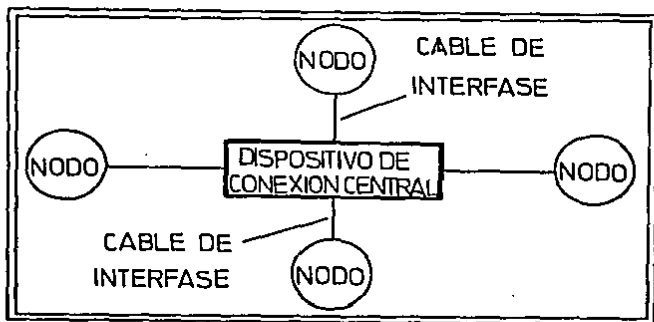 NODO
CABLE DE
INTERFASE
NODO
DISPOSITIVO DE
CONEXION CENTRAL
NODO
CABLE DE
INTERFASE
NODO